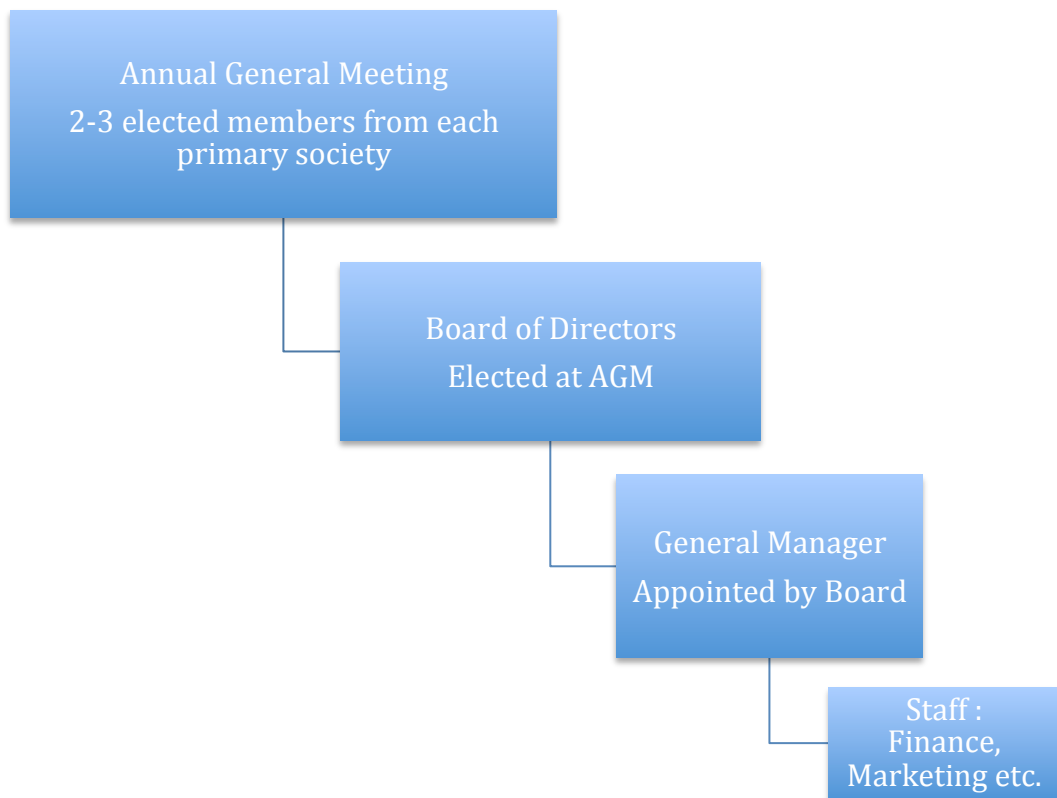 Annual General Meeting
2-3 elected members from each
primary society
Board of Directors
Elected at AGM
General Manager
Appointed by Board
Staff :
Finance,
Marketing etc.